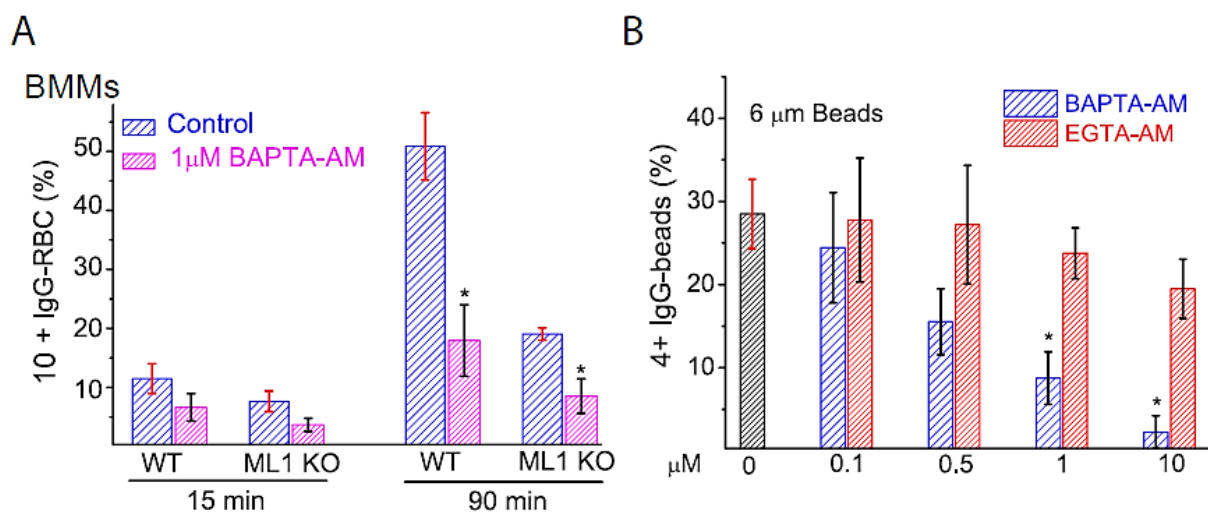 A
BMMs
Control
1μM BAPTA-AM
10 + IgG-RBC (%)
50
40
30
20
10
*
*
WT
ML1 KO
WT
ML1 KO
15 min
90 min
B
6 μm Beads
BAPTA-AM
EGTA-AM
4+ IgG-beads (%)
40
30
20
10
*
*
μM
0
0.1
0.5
1
10